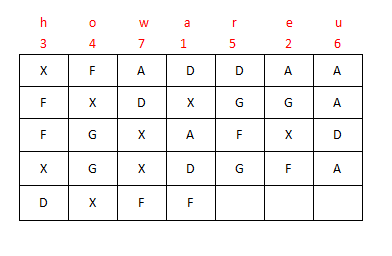 h o w a r e u
3 4 7 1 5 2 6
X F A D D A A
F X D X G G A
F G X A F X D
X G X D G F A
D X F F